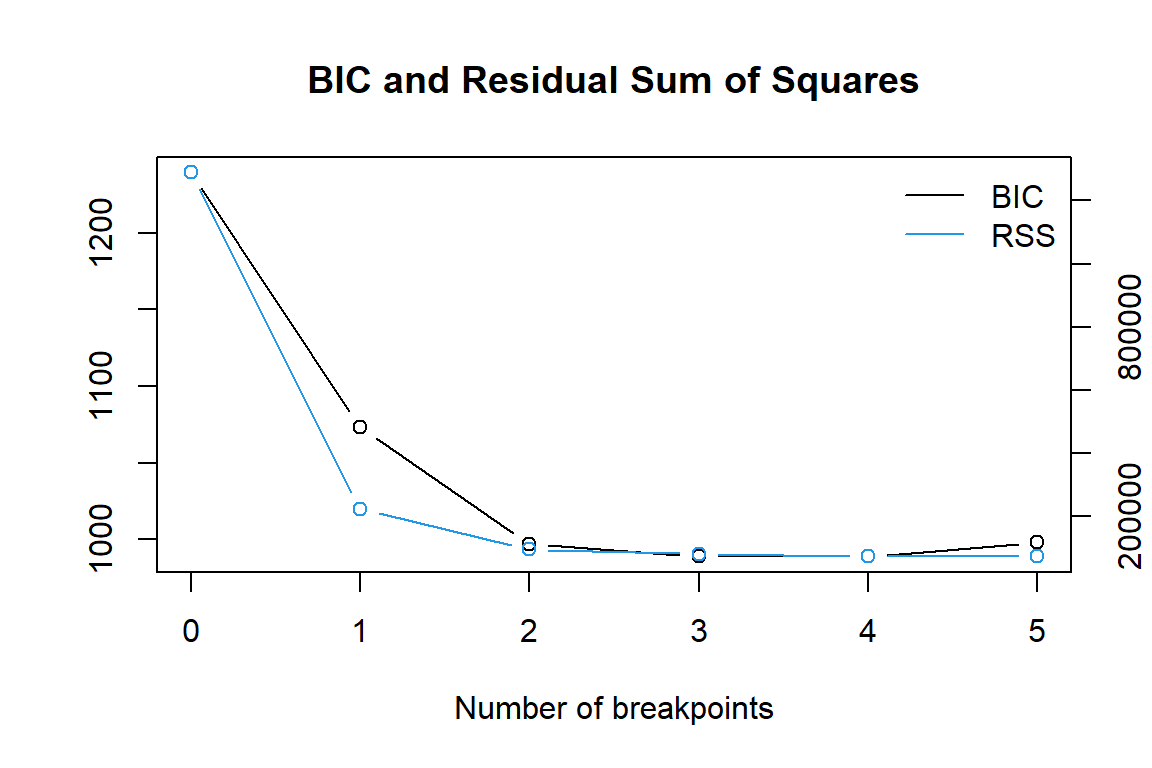 BIC and Residual Sum of Squares
BIC
RSS
1200
1100
1000
800000
200000
0 1 2 3 4 5
Number of breakpoints